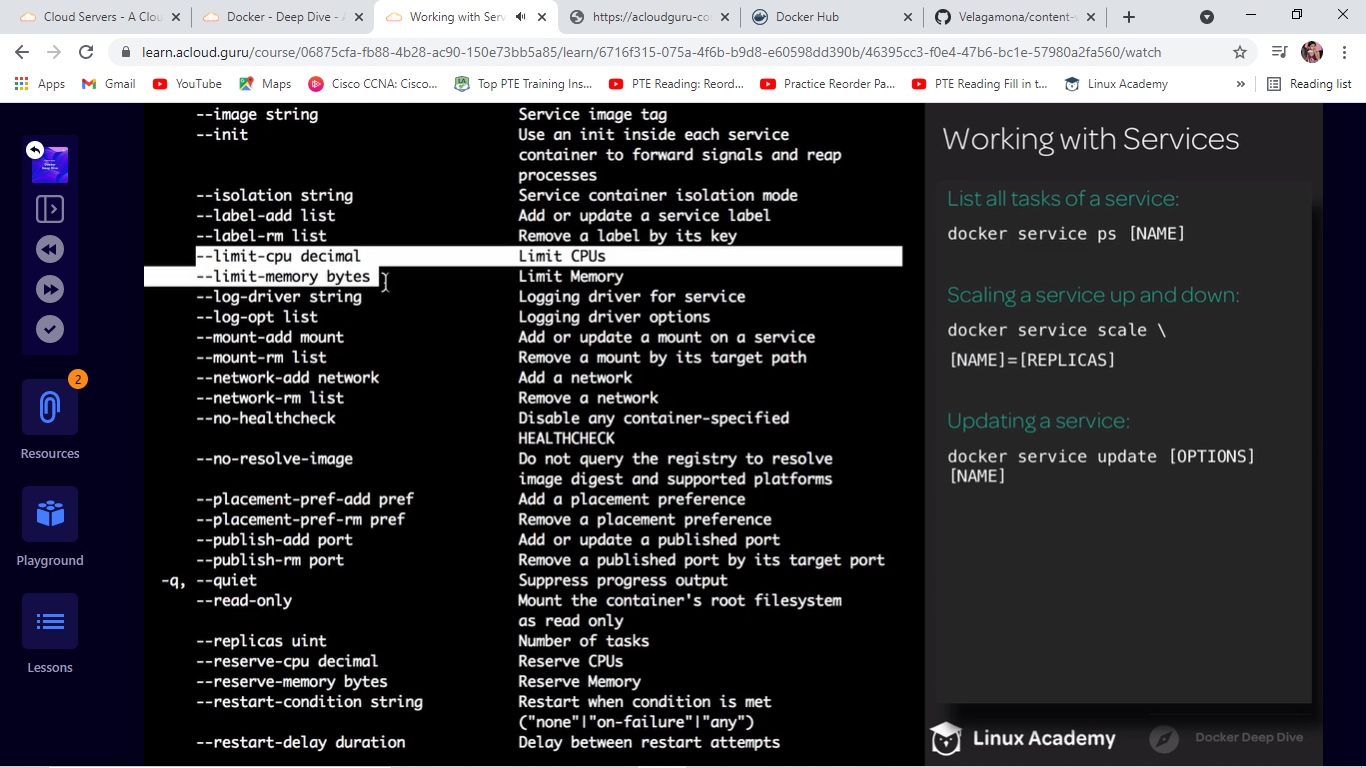 Cloud Servers - A Clou
Docker - Deep Dive - A
Working with Serv
https://acloudguru-co
Docker Hub
Velagamona/content-
learn.acloud.guru/course/06875cfa-fb88-4b28-ac90-150e73bb5a85/learn/6716f315-075a-4f6b-b9d8-e60598dd390b/46395cc3-f0e4-47b6-bc1e-57980a2fa560/watch
Apps
Gmail
YouTube
Maps
Cisco CCNA: Cisco...
Top PTE Training Ins...
PTE Reading: Reord...
Practice Reorder Pa...
PTE Reading Fill in t...
Linux Academy
»
Reading list
2
Resources
Playground
Lessons
--image string Service image tag
--init Use an init inside each service
container to forward signals and reap
processes
--isolation string Service container isolation mode
--label-add list Add or update a service label
--label-rm list Remove a label by its key
--limit-cpu decimal Limit CPUs
--limit-memory bytes Limit Memory
--log-driver string Logging driver for service
--log-opt list Logging driver options
--mount-add mount Add or update a mount on a service
--mount-rm list Remove a mount by its target path
--network-add network Add a network
--network-rm list Remove a network
--no-healthcheck Disable any container-specified
HEALTHCHECK
--no-resolve-image Do not query the registry to resolve
image digest and supported platforms
--placement-pref-add pref Add a placement preference
--placement-pref-rm pref Remove a placement preference
--publish-add port Add or update a published port
--publish-rm port Remove a published port by its target port
-q, --quiet Suppress progress output
--read-only Mount the container's root filesystem
as read only
--replicas uint Number of tasks
--reserve-cpu decimal Reserve CPUs
--reserve-memory bytes Reserve Memory
--restart-condition string Restart when condition is met
("none"|"on-failure"|"any")
--restart-delay duration Delay between restart attempts
Working with Services
List all tasks of a service:
docker service ps [NAME]
Scaling a service up and down:
docker service scale \
[NAME]=[REPLICAS]
Updating a service:
docker service update [OPTIONS]
[NAME]
Linux Academy
Docker Deep Dive